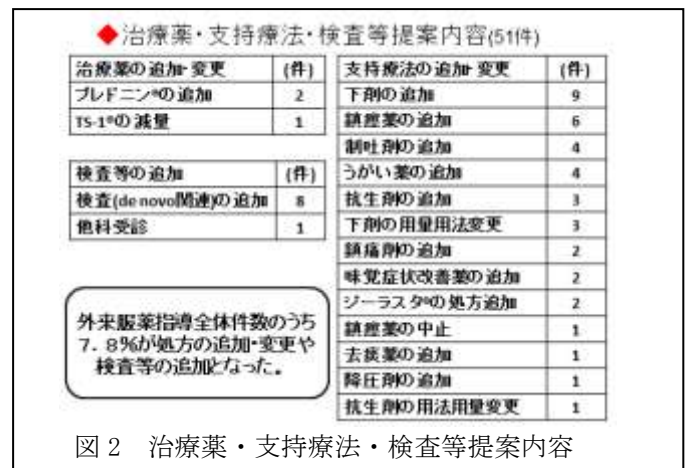 ◆治療薬・支持療法・検査等提案内容(51件)
治療薬の追加・変更 (件)
プレドニン®の追加 2
TS-1®の減量 1
検査等の追加 (件)
検査(de novo関連)の追加 8
他科受診 1
外来服薬指導全体件数のうち
7.8%が処方の追加・変更や
検査等の追加となった。
支持療法の追加・変更 (件)
下剤の追加 9
鎮痙薬の追加 6
制吐剤の追加 4
うがい薬の追加 4
抗生剤の追加 3
下剤の用量用法変更 3
鎮痛剤の追加 2
味覚症状改善薬の追加 2
ジーラスタ®の処方追加 2
鎮痙薬の中止 1
去痰薬の追加 1
降圧剤の追加 1
抗生剤の用法用量変更 1
図2 治療薬・支持療法・検査等提案内容